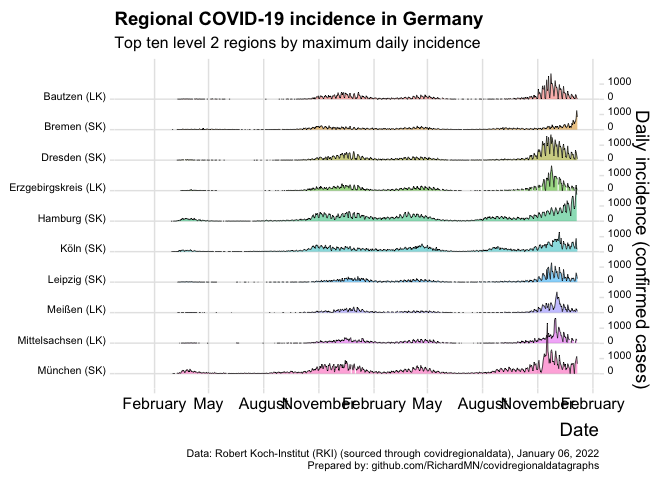 Regional COVID-19 incidence in Germany
Top ten level 2 regions by maximum daily incidence
Bautzen (LK)
1000
0
Bremen (SK)
1000
0
Dresden (SK)
1000
0
Erzgebirgskreis (LK)
1000
0
Hamburg (SK)
1000
0
Köln (SK)
1000
0
Leipzig (SK)
1000
0
Meißen (LK)
1000
0
Mittelsachsen (LK)
1000
0
München (SK)
1000
0
Daily incidence (confirmed cases)
February May August November February May August November February
Date
Data: Robert Koch-Institut (RKI) (sourced through covidregionaldata), January 06, 2022
Prepared by: github.com/RichardMN/covidregionaldatagraphs